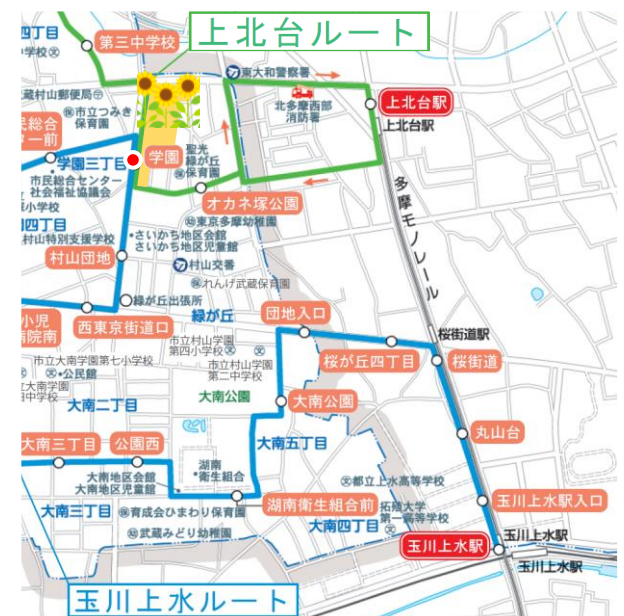 上北台ルート
四丁目
第三中学校
東大和警察署
蔵村山郵便局
市立つみき
保育園
北多摩西部
消防署
上北台駅
上北台駅
民総合
ター前
学園三丁目
学園
聖光
緑が丘
保育園
市民総合センター
社会福祉協議会
オカネ塚公園
多摩モノレール
東京多摩幼稚園
さいかち地区会館
さいかち地区児童館
村山特別支援学校
村山団地
村山交番
れんげ武蔵保育園
緑が丘出張所
緑が丘
小児
病院南
西東京街道口
団地入口
桜街道駅
市立村山学園
第四小学校
桜が丘四丁目
桜街道
市立大南学園第七小学校
公民館
市立村山学園
第二中学校
大南二丁目
大南公園
大南公園
丸山台
大南三丁目
公園西
大南五丁目
湖南
衛生組合
都立上水高等学校
大南地区会館
大南地区児童館
玉川上水駅入口
湖南衛生組合前
拓殖大学
第一高等学校
大南三丁目
育成会ひまわり保育園
大南四丁目
武蔵みどり幼稚園
玉川上水駅
玉川上水駅
玉川上水駅
玉川上水ルート